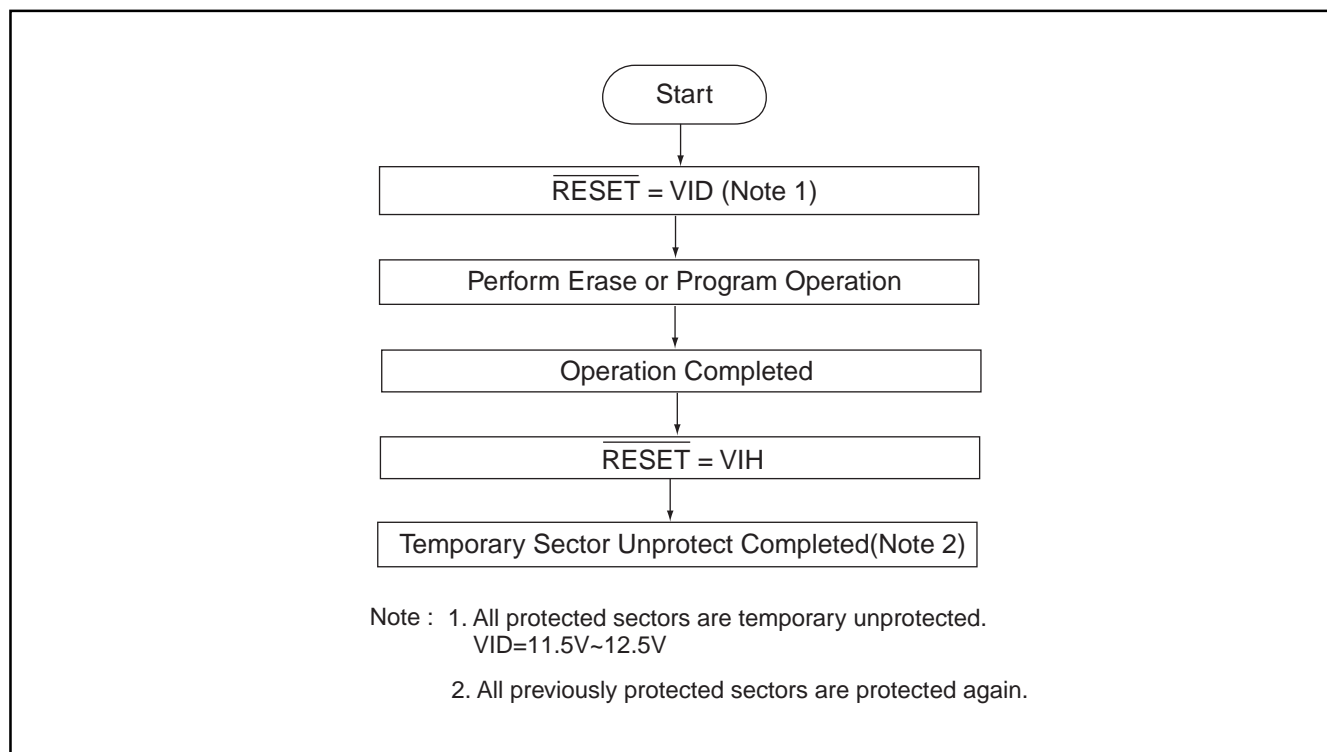 Start
R̅E̅S̅E̅T̅ = VID (Note 1)
Perform Erase or Program Operation
Operation Completed
R̅E̅S̅E̅T̅ = VIH
Temporary Sector Unprotect Completed(Note 2)
Note : 1. All protected sectors are temporary unprotected.
VID=11.5V~12.5V
2. All previously protected sectors are protected again.